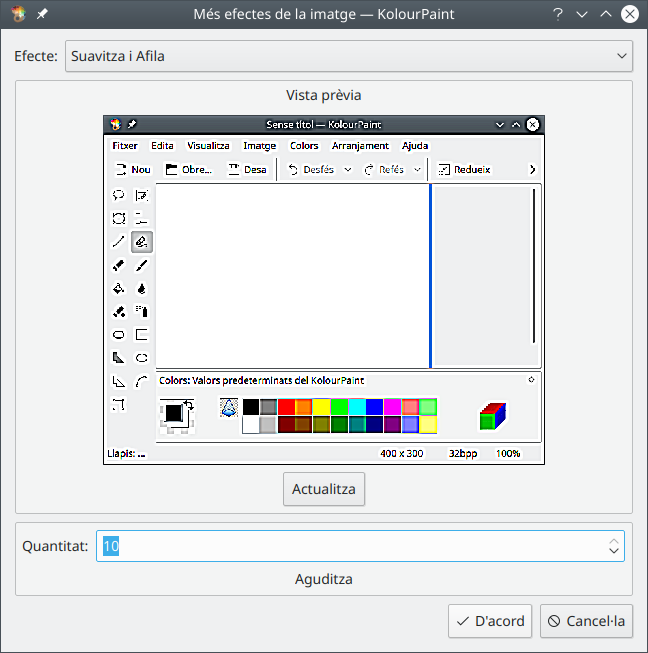 Més efectes de la imatge — KolourPaint
Efecte: Suavitza i Afila
Vista prèvia
Sense títol — KolourPaint
Fitxer Edita Visualitza Imatge Colors Arranjament Ajuda
Nou Obre... Desa Desfés Refés Redueix
Colors: Valors predeterminats del KolourPaint
Llapis: ... 400 x 300 32bpp 100%
Actualitza
Quantitat: 10
Aguditza
D'acord Cancel·la